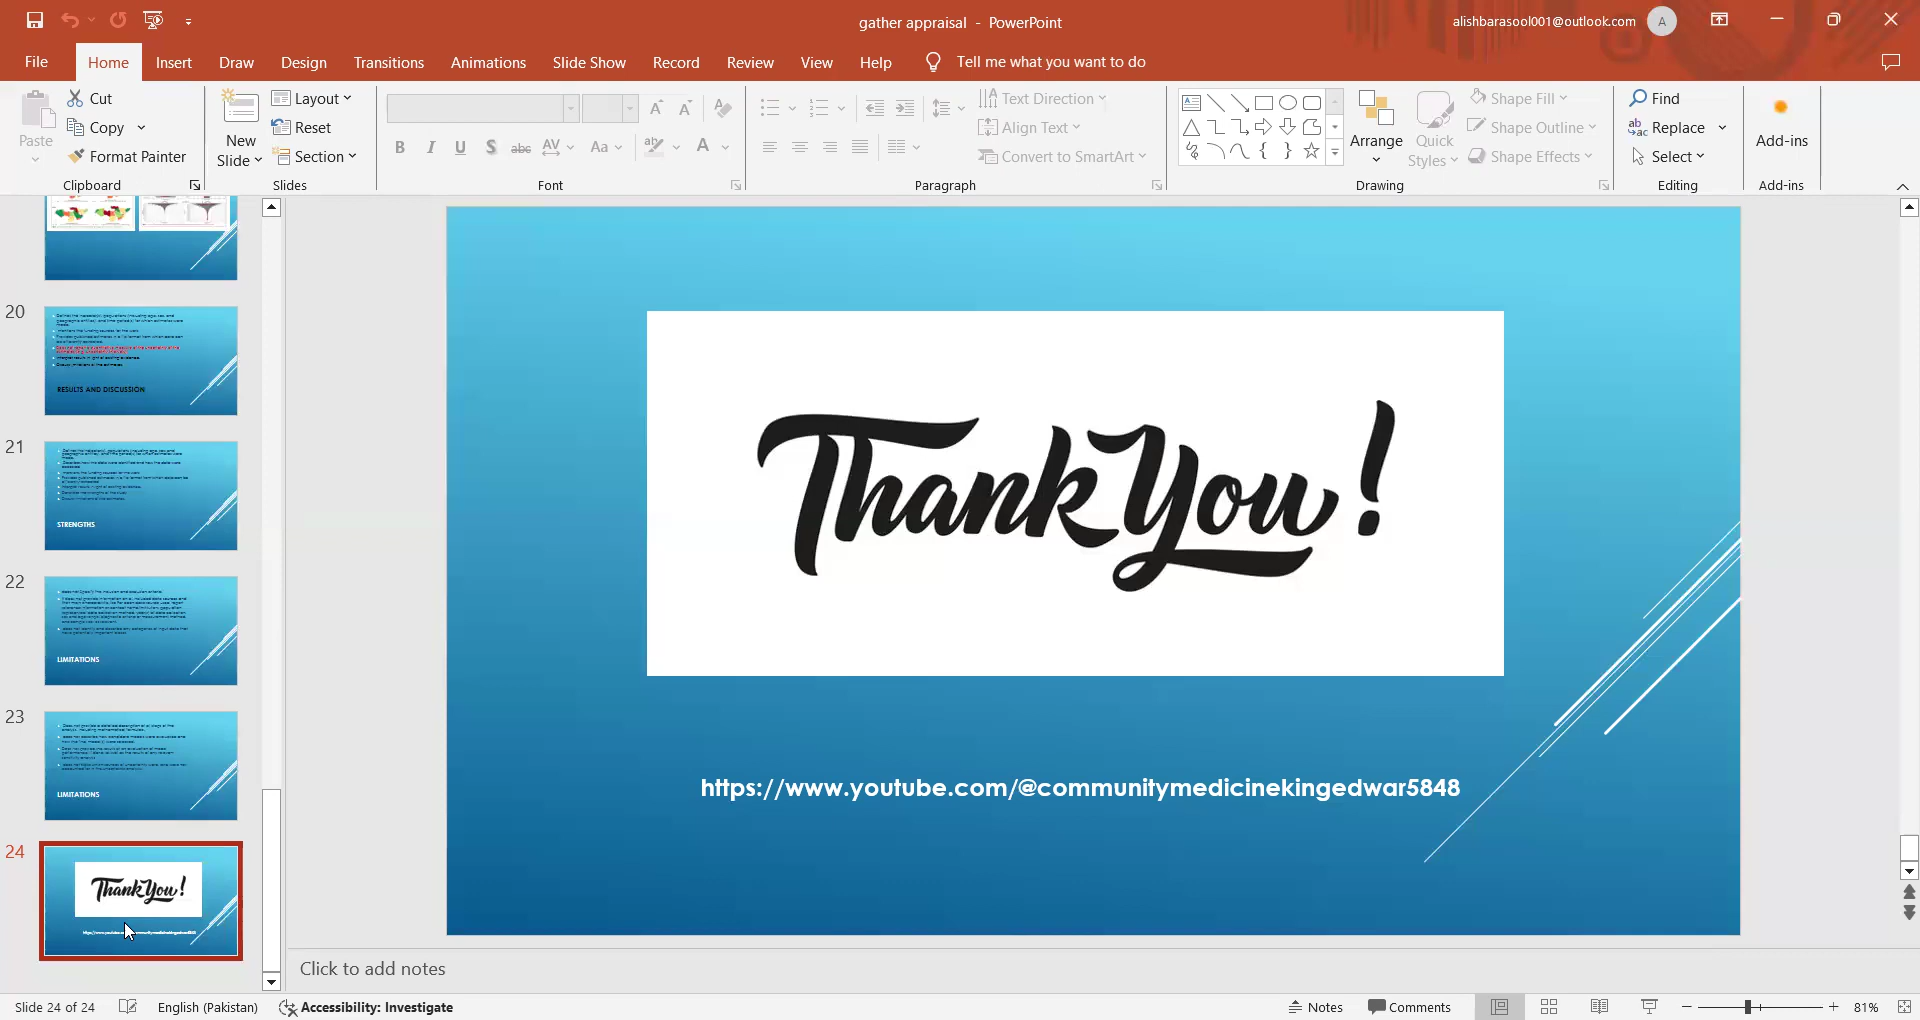 gather appraisal - PowerPoint
alishbarasool001@outlook.com
A
File
Home
Insert
Draw
Design
Transitions
Animations
Slide Show
Record
Review
View
Help
Tell me what you want to do
Paste
Cut
Copy
Format Painter
Clipboard
New
Slide
Layout
Reset
Section
Slides
B I U S abc AV Aa A
Font
Text Direction
Align Text
Convert to SmartArt
Paragraph
Arrange
Quick
Styles
Shape Fill
Shape Outline
Shape Effects
Drawing
Find
Replace
Select
Editing
Add-ins
Add-ins
20
RESULTS AND DISCUSSION
21
STRENGTHS
22
LIMITATIONS
23
LIMITATIONS
24
Thank You!
Thank You!
https://www.youtube.com/@communitymedicinekingedwar5848
Click to add notes
Slide 24 of 24
English (Pakistan)
Accessibility: Investigate
Notes
Comments
81%